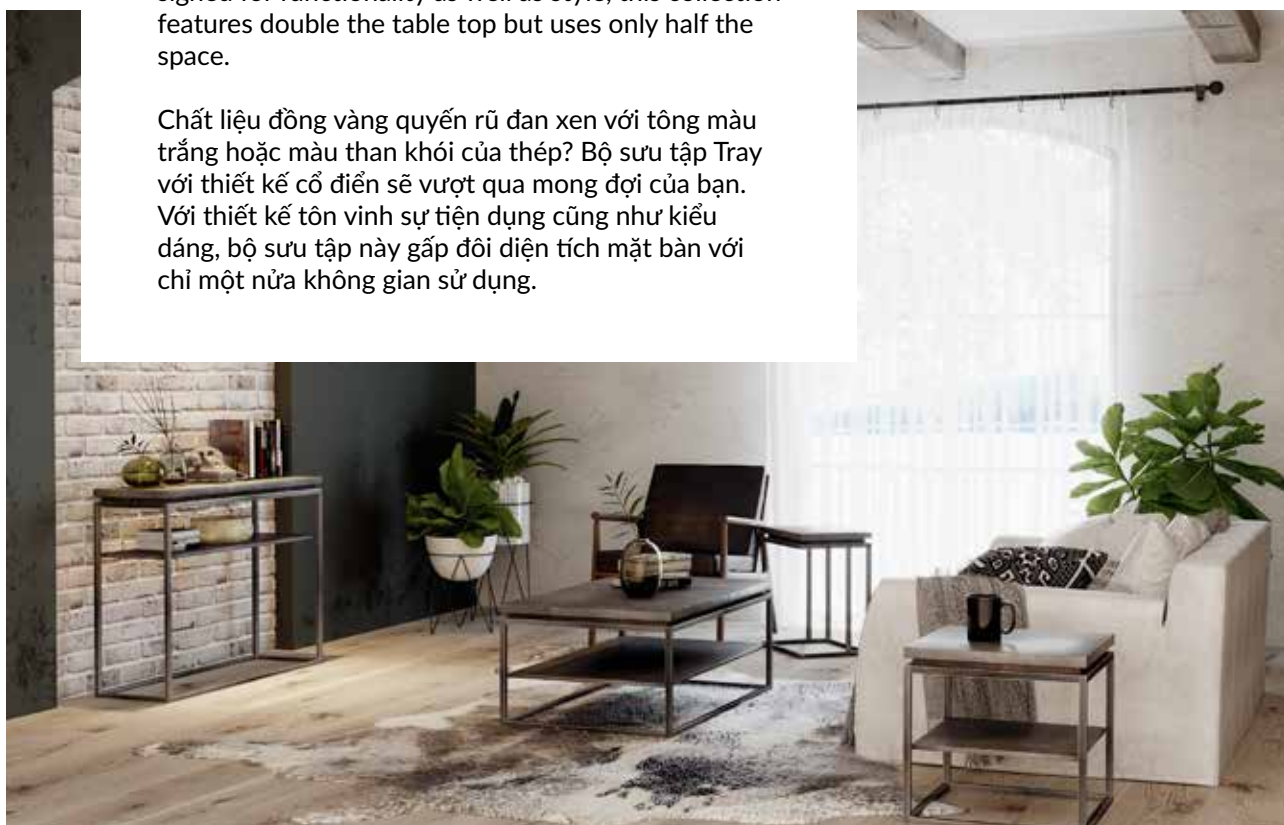 signed for functionality as well as style, this collection
features double the table top but uses only half the
space.
Chất liệu đồng vàng quyến rũ đan xen với tông màu
trắng hoặc màu than khói của thép? Bộ sưu tập Tray
với thiết kế cổ điển sẽ vượt qua mong đợi của bạn.
Với thiết kế tôn vinh sự tiện dụng cũng như kiểu
dáng, bộ sưu tập này gấp đôi diện tích mặt bàn với
chỉ một nửa không gian sử dụng.